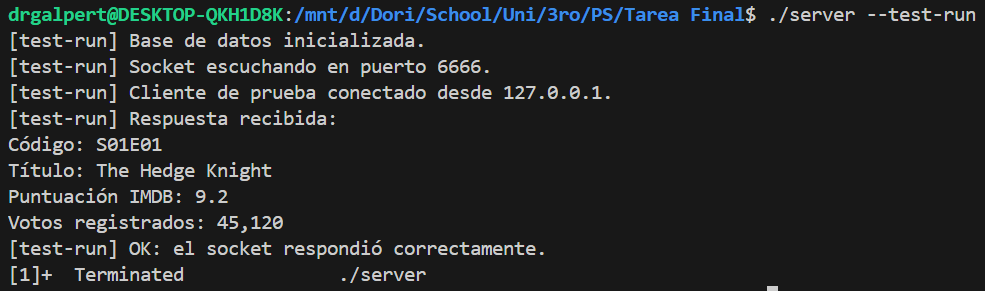 drgalpert@DESKTOP-QKH1D8K:/mnt/d/Dori/School/Uni/3ro/PS/Tarea Final$ ./server --test-run
[test-run] Base de datos inicializada.
[test-run] Socket escuchando en puerto 6666.
[test-run] Cliente de prueba conectado desde 127.0.0.1.
[test-run] Respuesta recibida:
Código: S01E01
Título: The Hedge Knight
Puntuación IMDB: 9.2
Votos registrados: 45,120
[test-run] OK: el socket respondió correctamente.
[1]+  Terminated              ./server